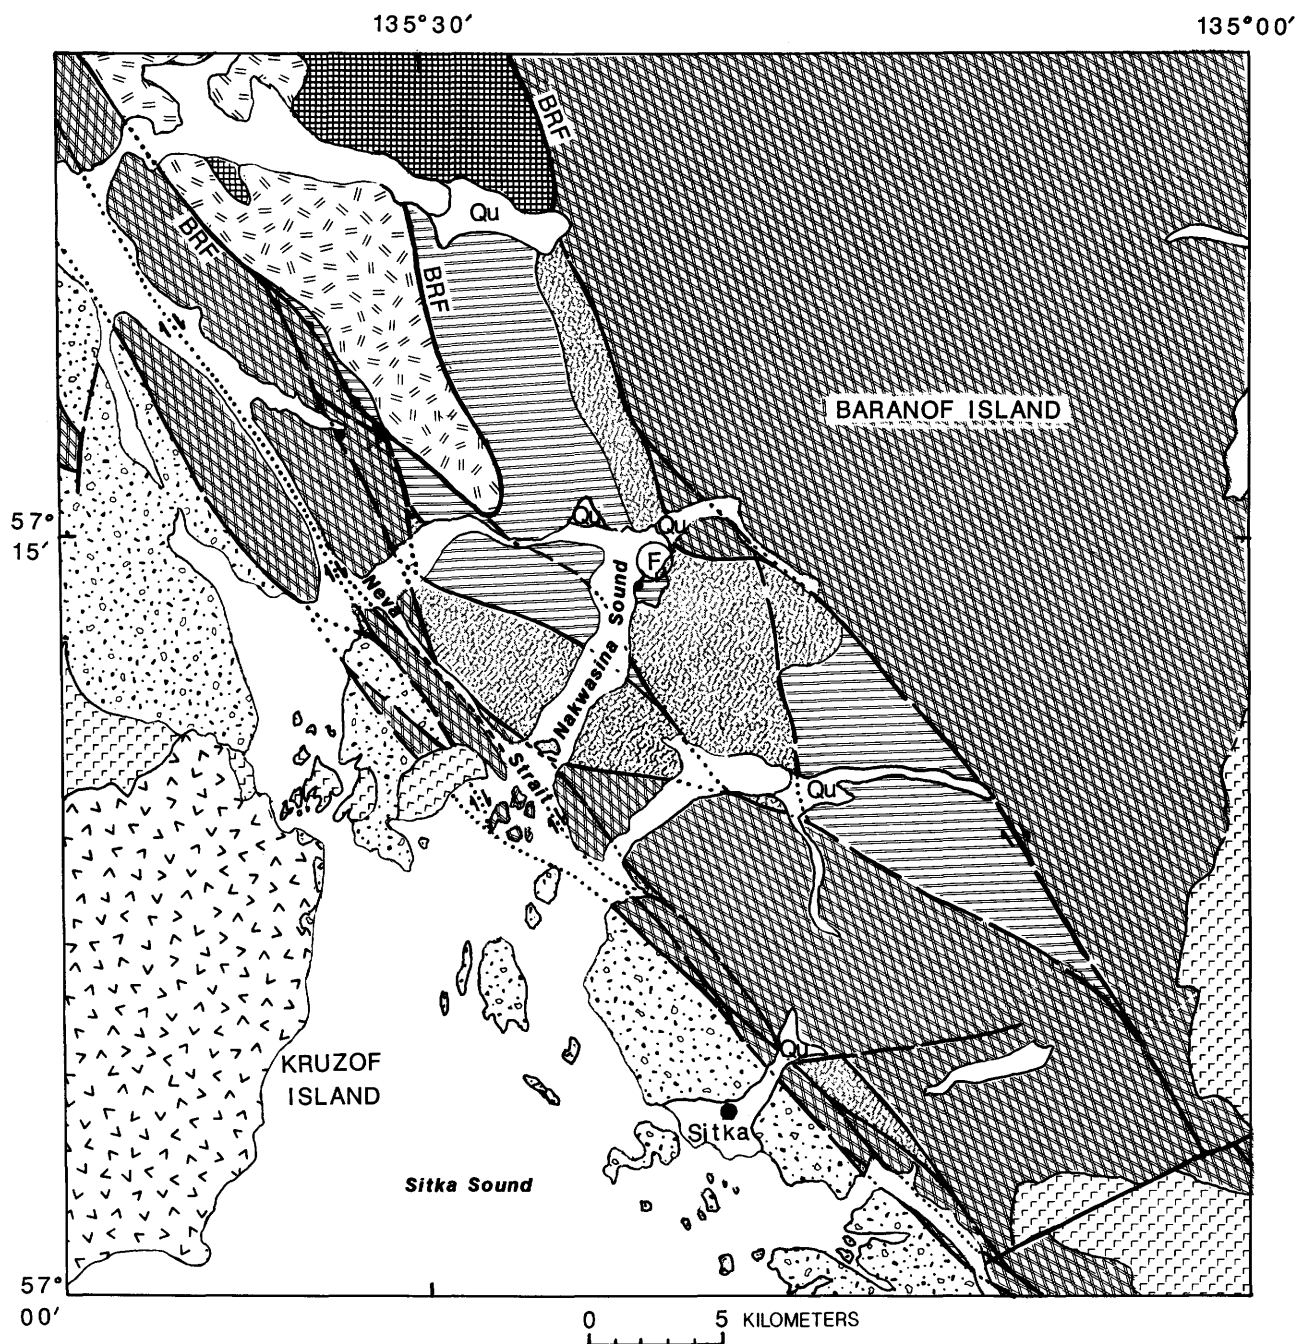 135°30′
135°00′
BRF
Qu
BRF
BRF
BARANOF ISLAND
57°
15′
Qu
Qu
F
Neva
Nakwasina Sound
Strait
Qu
KRUZOF
ISLAND
Qu
Sitka
Sitka Sound
57°
00′
0 5 KILOMETERS